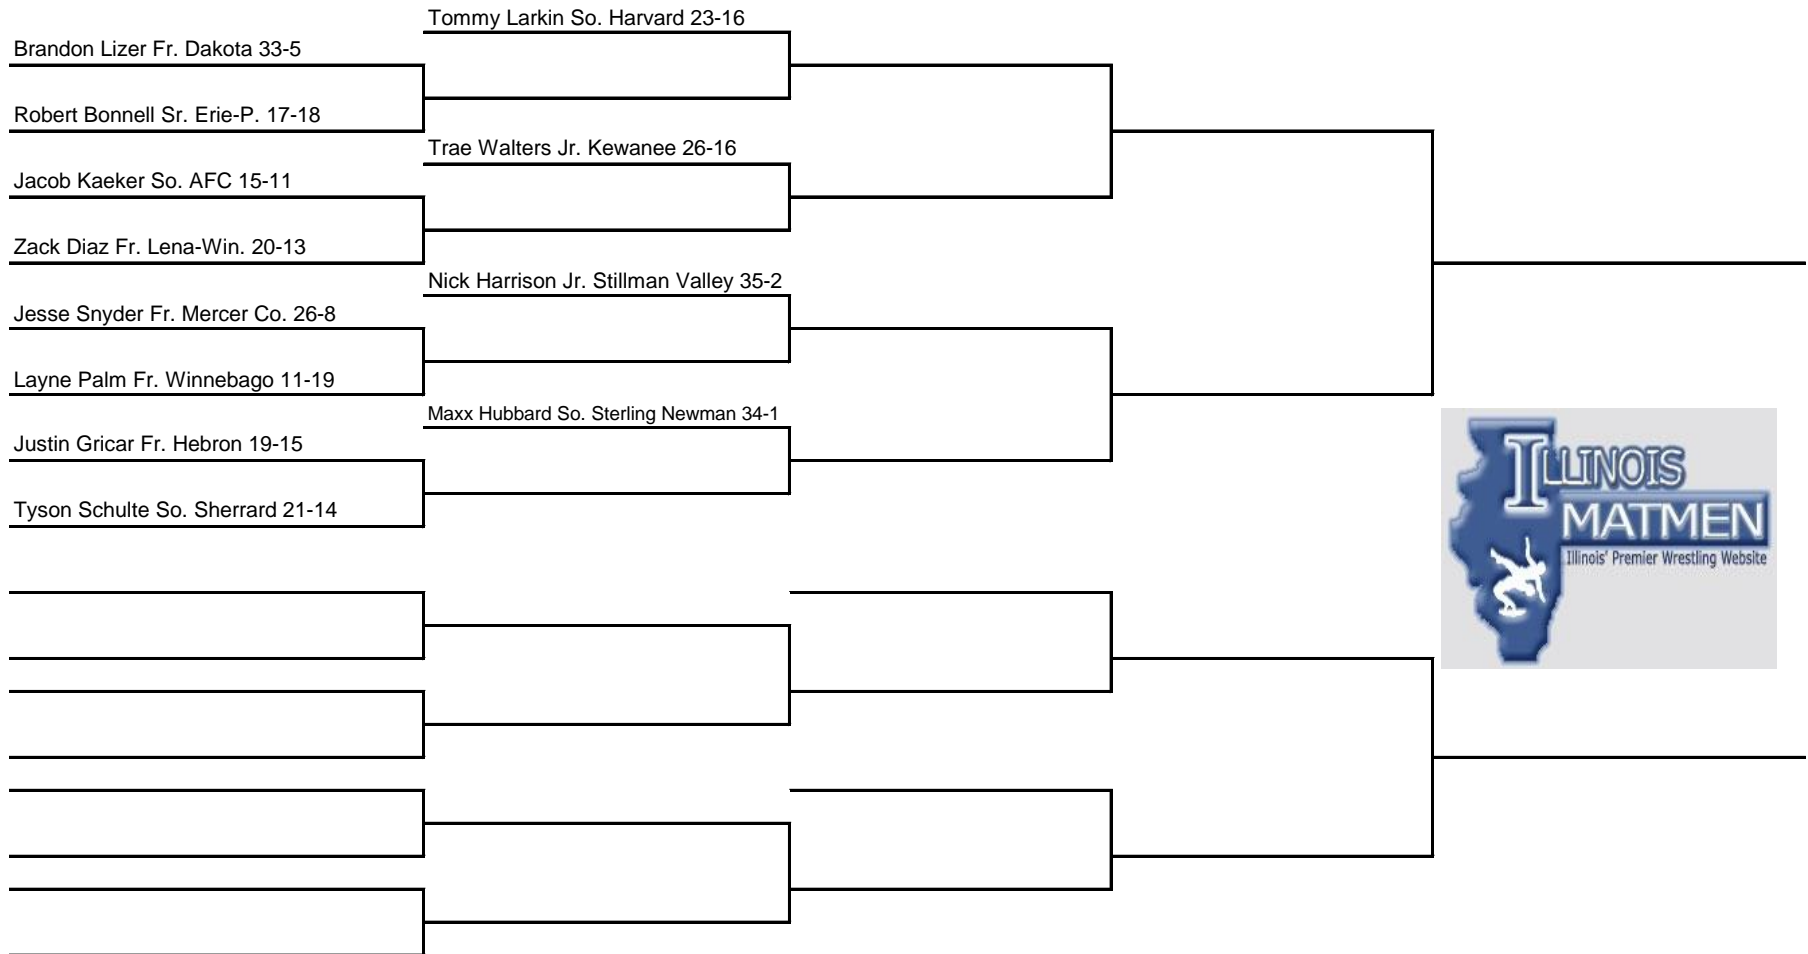 Tommy Larkin So. Harvard 23-16
Brandon Lizer Fr. Dakota 33-5
Robert Bonnell Sr. Erie-P. 17-18
Trae Walters Jr. Kewanee 26-16
Jacob Kaeker So. AFC 15-11
Zack Diaz Fr. Lena-Win. 20-13
Nick Harrison Jr. Stillman Valley 35-2
Jesse Snyder Fr. Mercer Co. 26-8
Layne Palm Fr. Winnebago 11-19
Maxx Hubbard So. Sterling Newman 34-1
Justin Gricar Fr. Hebron 19-15
Tyson Schulte So. Sherrard 21-14
ILLINOIS
MATMEN
Illinois' Premier Wrestling Website